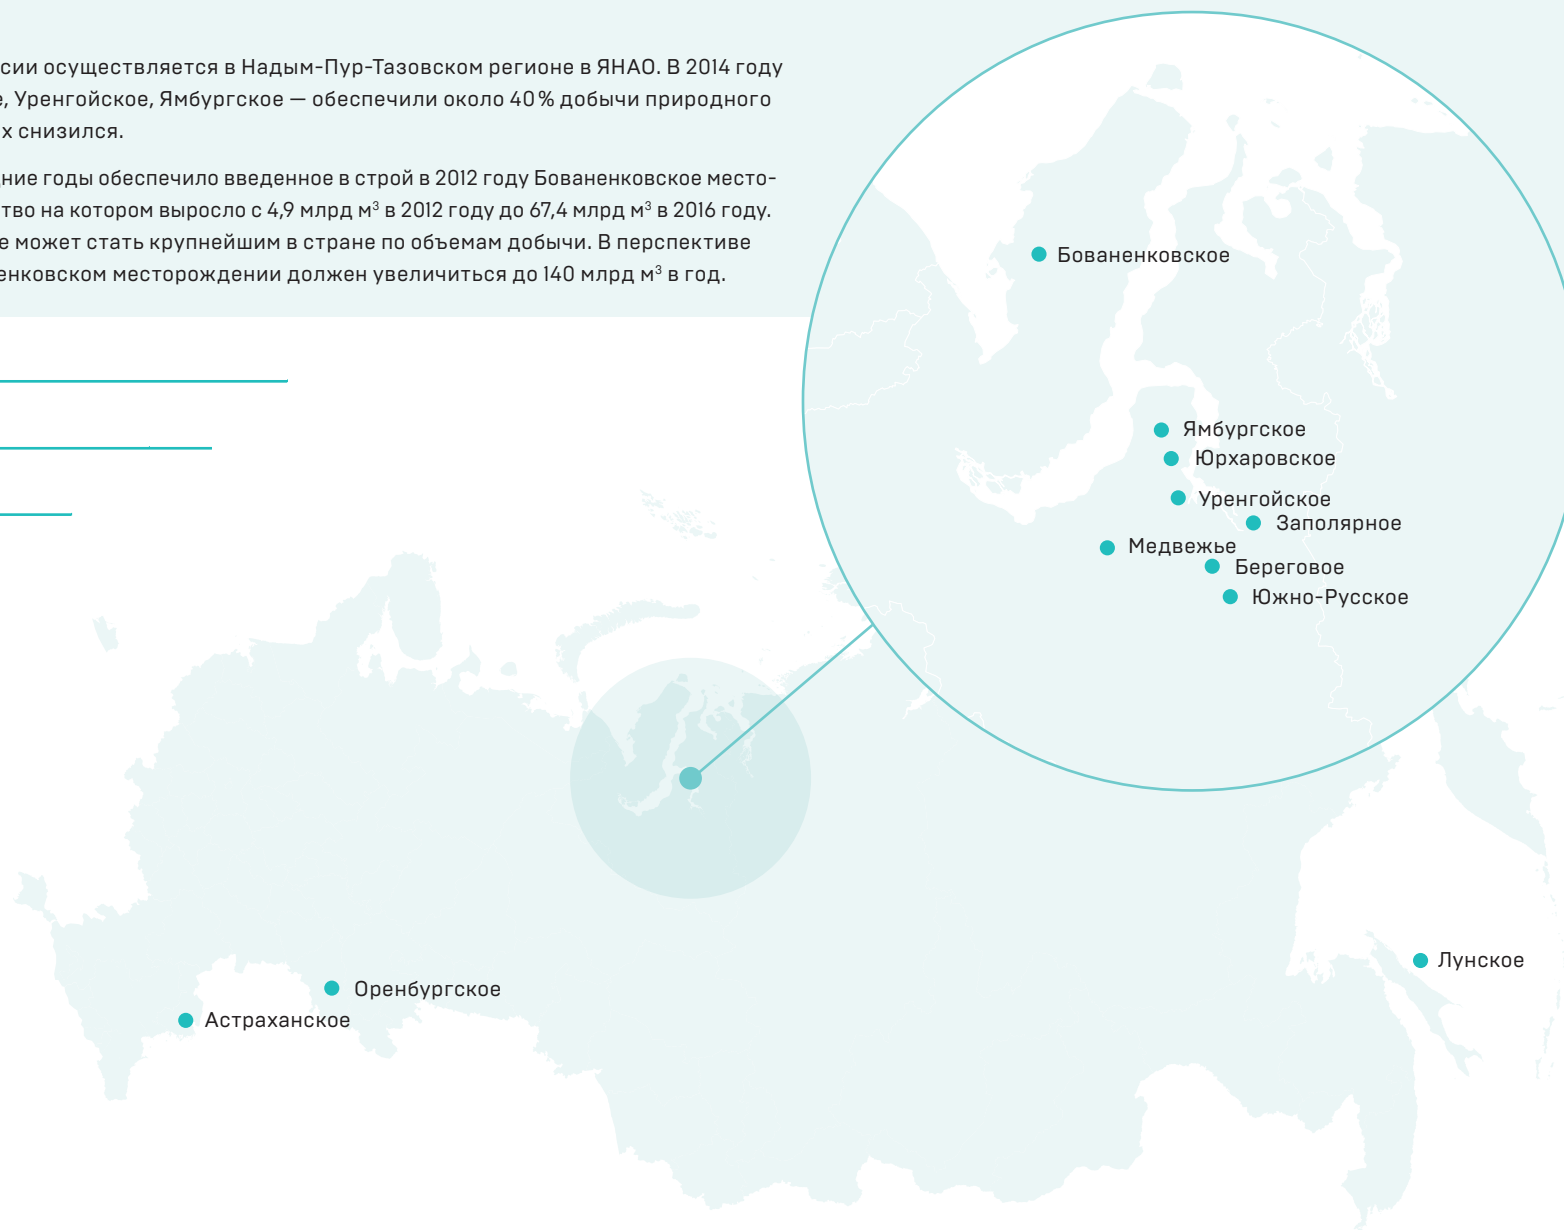 сии осуществляется в Надым-Пур-Тазовском регионе в ЯНАО. В 2014 году
е, Уренгойское, Ямбургское — обеспечили около 40% добычи природного
х снизился.
ние годы обеспечило введенное в строй в 2012 году Бованенковское место-
тво на котором выросло с 4,9 млрд м³ в 2012 году до 67,4 млрд м³ в 2016 году.
е может стать крупнейшим в стране по объемам добычи. В перспективе
енковском месторождении должен увеличиться до 140 млрд м³ в год.
Бованенковское
Ямбургское
Юрхаровское
Уренгойское
Заполярное
Медвежье
Береговое
Южно-Русское
Лунское
Оренбургское
Астраханское